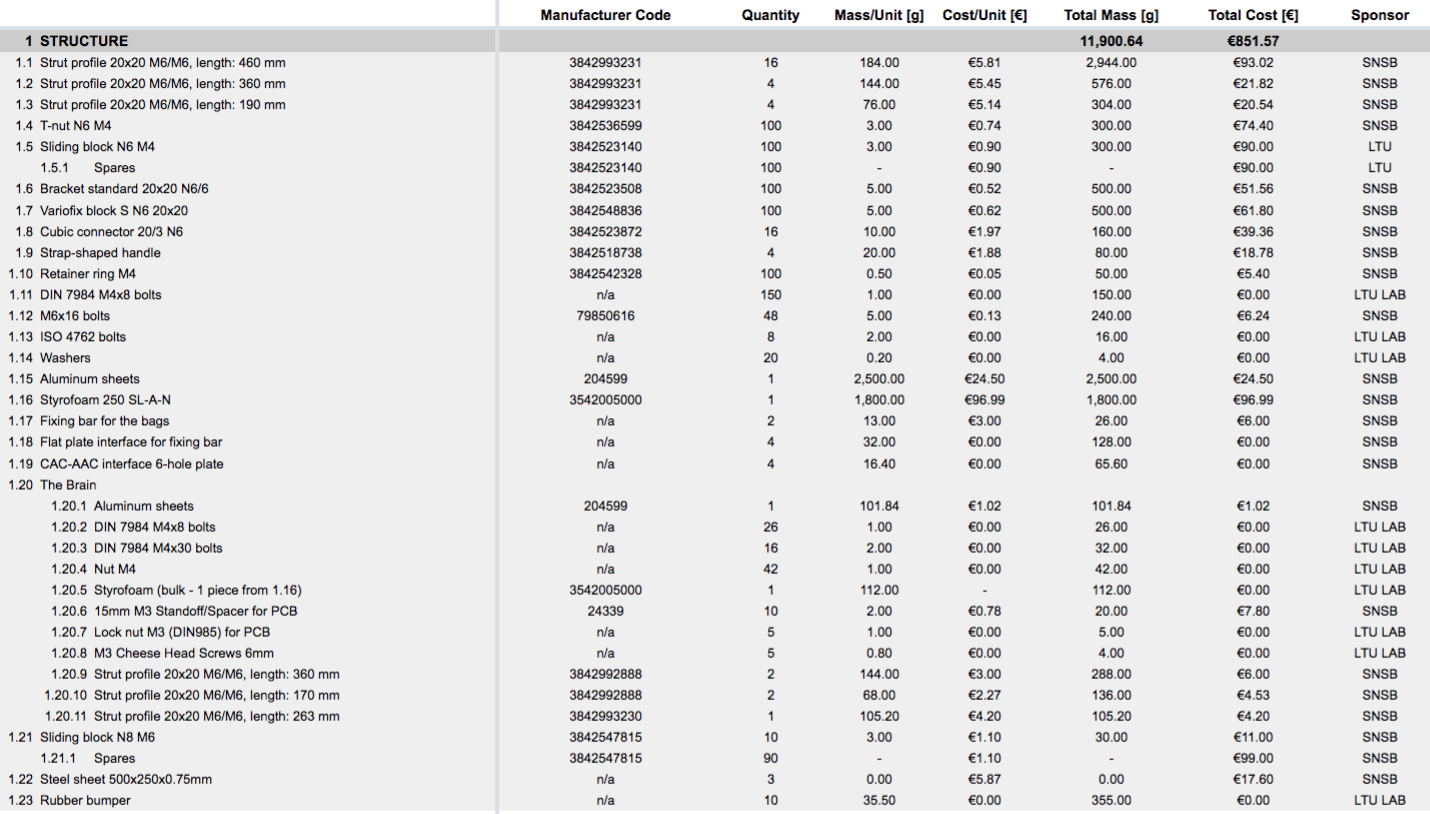 Manufacturer Code Quantity Mass/Unit [g] Cost/Unit [€] Total Mass [g] Total Cost [€] Sponsor
1 STRUCTURE 11,900.64 €851.57
1.1 Strut profile 20x20 M6/M6, length: 460 mm 3842993231 16 184.00 €5.81 2,944.00 €93.02 SNSB
1.2 Strut profile 20x20 M6/M6, length: 360 mm 3842993231 4 144.00 €5.45 576.00 €21.82 SNSB
1.3 Strut profile 20x20 M6/M6, length: 190 mm 3842993231 4 76.00 €5.14 304.00 €20.54 SNSB
1.4 T-nut N6 M4 3842536599 100 3.00 €0.74 300.00 €74.40 SNSB
1.5 Sliding block N6 M4 3842523140 100 3.00 €0.90 300.00 €90.00 LTU
1.5.1 Spares 3842523140 100 - €0.90 - €90.00 LTU
1.6 Bracket standard 20x20 N6/6 3842523508 100 5.00 €0.52 500.00 €51.56 SNSB
1.7 Variofix block S N6 20x20 3842548836 100 5.00 €0.62 500.00 €61.80 SNSB
1.8 Cubic connector 20/3 N6 3842523872 16 10.00 €1.97 160.00 €39.36 SNSB
1.9 Strap-shaped handle 3842518738 4 20.00 €1.88 80.00 €18.78 SNSB
1.10 Retainer ring M4 3842542328 100 0.50 €0.05 50.00 €5.40 SNSB
1.11 DIN 7984 M4x8 bolts n/a 150 1.00 €0.00 150.00 €0.00 LTU LAB
1.12 M6x16 bolts 79850616 48 5.00 €0.13 240.00 €6.24 SNSB
1.13 ISO 4762 bolts n/a 8 2.00 €0.00 16.00 €0.00 LTU LAB
1.14 Washers n/a 20 0.20 €0.00 4.00 €0.00 LTU LAB
1.15 Aluminum sheets 204599 1 2,500.00 €24.50 2,500.00 €24.50 SNSB
1.16 Styrofoam 250 SL-A-N 3542005000 1 1,800.00 €96.99 1,800.00 €96.99 SNSB
1.17 Fixing bar for the bags n/a 2 13.00 €3.00 26.00 €6.00 SNSB
1.18 Flat plate interface for fixing bar n/a 4 32.00 €0.00 128.00 €0.00 SNSB
1.19 CAC-AAC interface 6-hole plate n/a 4 16.40 €0.00 65.60 €0.00 SNSB
1.20 The Brain
1.20.1 Aluminum sheets 204599 1 101.84 €1.02 101.84 €1.02 SNSB
1.20.2 DIN 7984 M4x8 bolts n/a 26 1.00 €0.00 26.00 €0.00 LTU LAB
1.20.3 DIN 7984 M4x30 bolts n/a 16 2.00 €0.00 32.00 €0.00 LTU LAB
1.20.4 Nut M4 n/a 42 1.00 €0.00 42.00 €0.00 LTU LAB
1.20.5 Styrofoam (bulk - 1 piece from 1.16) 3542005000 1 112.00 - 112.00 €0.00 LTU LAB
1.20.6 15mm M3 Standoff/Spacer for PCB 24339 10 2.00 €0.78 20.00 €7.80 SNSB
1.20.7 Lock nut M3 (DIN985) for PCB n/a 5 1.00 €0.00 5.00 €0.00 LTU LAB
1.20.8 M3 Cheese Head Screws 6mm n/a 5 0.80 €0.00 4.00 €0.00 LTU LAB
1.20.9 Strut profile 20x20 M6/M6, length: 360 mm 3842992888 2 144.00 €3.00 288.00 €6.00 SNSB
1.20.10 Strut profile 20x20 M6/M6, length: 170 mm 3842992888 2 68.00 €2.27 136.00 €4.53 SNSB
1.20.11 Strut profile 20x20 M6/M6, length: 263 mm 3842993230 1 105.20 €4.20 105.20 €4.20 SNSB
1.21 Sliding block N8 M6 3842547815 10 3.00 €1.10 30.00 €11.00 SNSB
1.21.1 Spares 3842547815 90 - €1.10 - €99.00 SNSB
1.22 Steel sheet 500x250x0.75mm n/a 3 0.00 €5.87 0.00 €17.60 SNSB
1.23 Rubber bumper n/a 10 35.50 €0.00 355.00 €0.00 LTU LAB